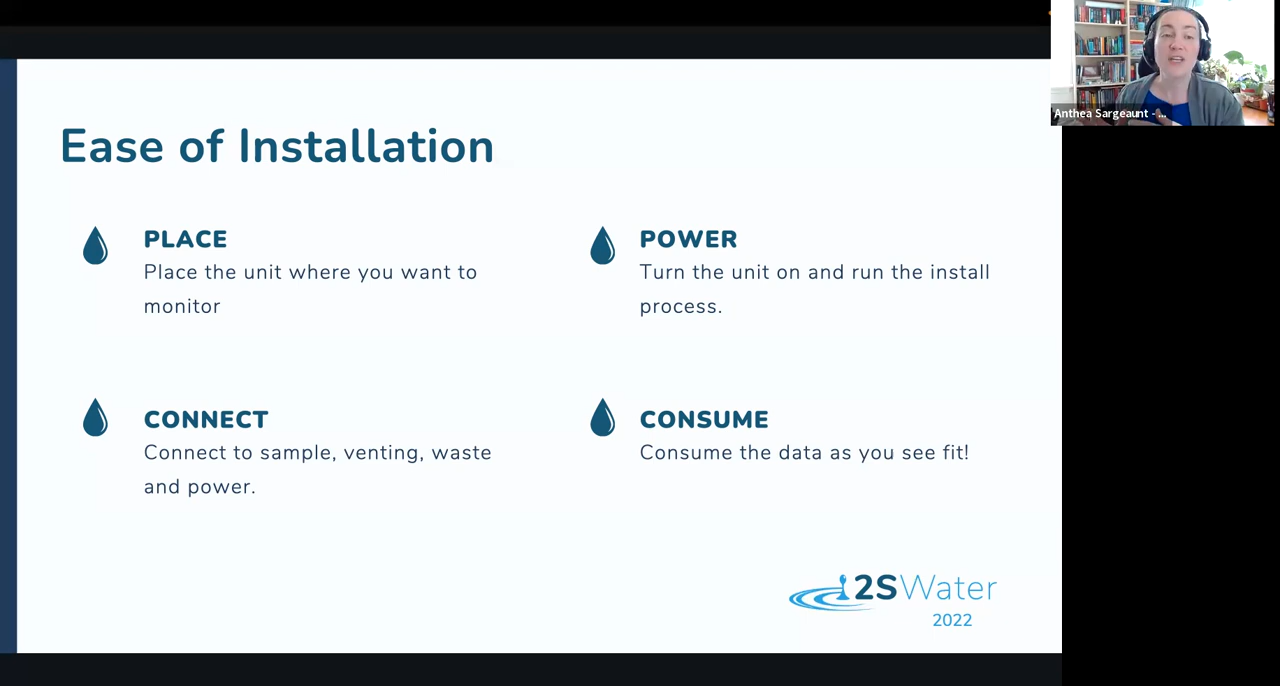 Ease of Installation
PLACE
Place the unit where you want to
monitor
POWER
Turn the unit on and run the install
process.
CONNECT
Connect to sample, venting, waste
and power.
CONSUME
Consume the data as you see fit!
2SWater
2022
Anthea Sargeaunt - ...